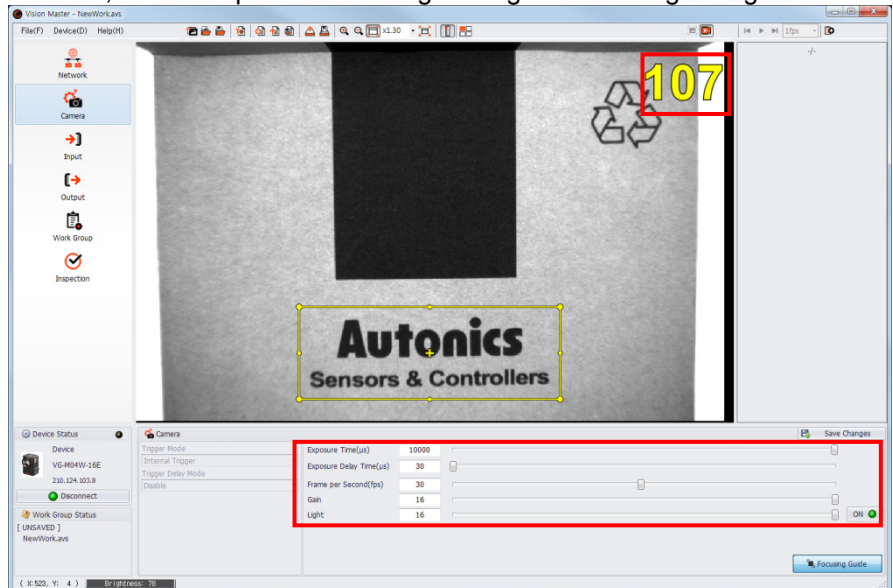 Vision Master - NewWork.avs
File(F) Device(D) Help(H)
x1.30
1fps
Network
Camera
Input
Output
Work Group
Inspection
107
-/-
Autonics
Sensors & Controllers
Device Status
Device
VG-M04W-16E
210.124.103.8
Disconnect
Work Group Status
[ UNSAVED ]
NewWork.avs
Camera
Save Changes
Trigger Mode
Internal Trigger
Trigger Delay Mode
Disable
Exposure Time(µs) 10000
Exposure Delay Time(µs) 30
Frame per Second(fps) 30
Gain 16
Light 16 ON
Focusing Guide
( X:523, Y: 4 ) Brightness: 78